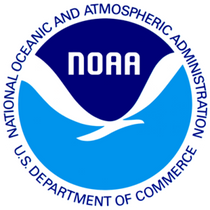 NATIONAL OCEANIC AND ATMOSPHERIC ADMINISTRATION
NOAA
U.S. DEPARTMENT OF COMMERCE